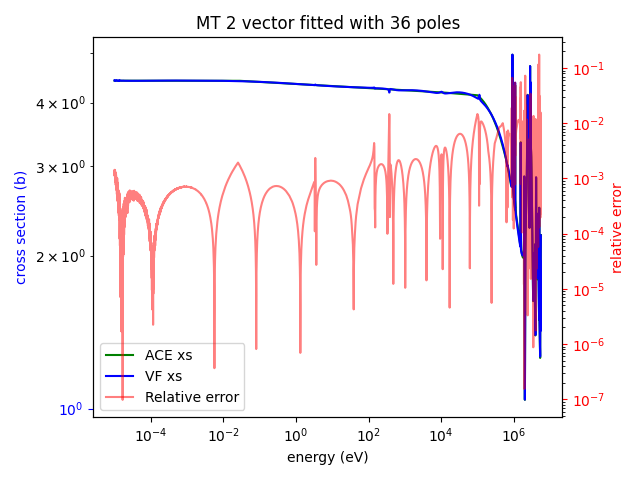 MT 2 vector fitted with 36 poles
cross section (b)
4 × 10⁰
3 × 10⁰
2 × 10⁰
10⁰
ACE xs
VF xs
Relative error
10⁻⁴
10⁻²
10⁰
10²
10⁴
10⁶
energy (eV)
10⁻¹
10⁻²
10⁻³
10⁻⁴
10⁻⁵
10⁻⁶
10⁻⁷
relative error